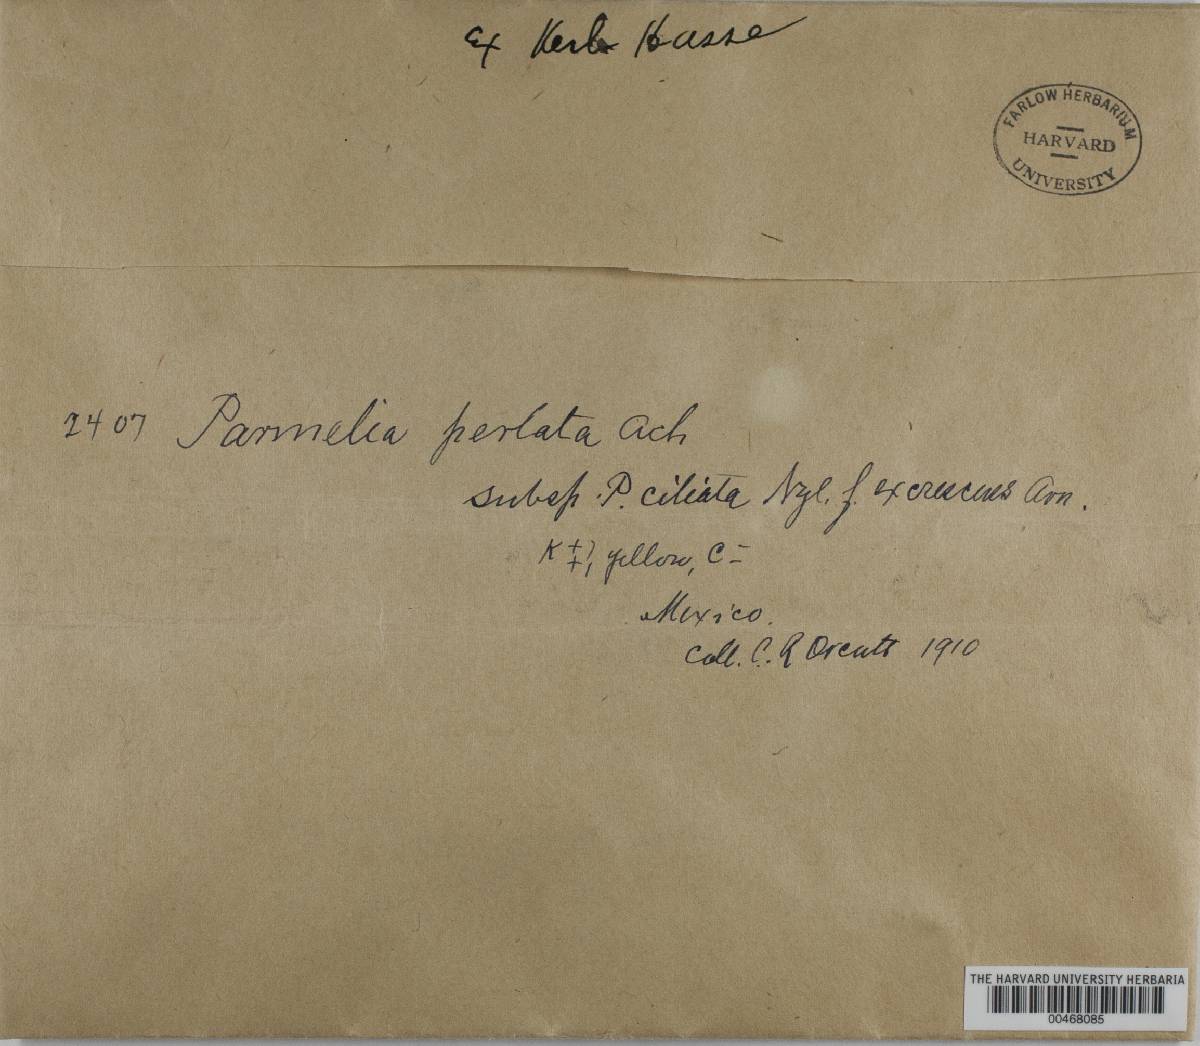 ex Herb Hasse
FARLOW HERBARIUM
HARVARD
UNIVERSITY
2407 Parmelia perlata Ach
subsp. P. ciliata Nyl. f. excrescens Arn.
K ++, yellow, C -
Mexico.
Coll. C. R Orcutt 1910
THE HARVARD UNIVERSITY HERBARIA
00468085